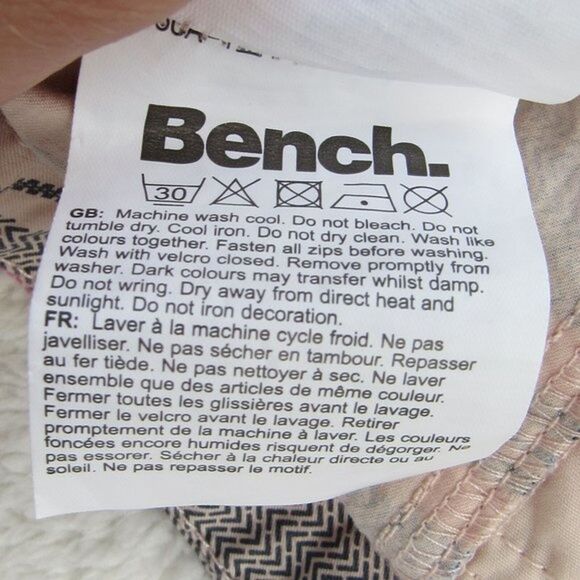 Bench.
30
GB: Machine wash cool. Do not bleach. Do not
tumble dry. Cool iron. Do not dry clean. Wash like
colours together. Fasten all zips before washing.
Wash with velcro closed. Remove promptly from
washer. Dark colours may transfer whilst damp.
Do not wring. Dry away from direct heat and
sunlight. Do not iron decoration.
FR: Laver à la machine cycle froid. Ne pas
javelliser. Ne pas sécher en tambour. Repasser
au fer tiède. Ne pas nettoyer à sec. Ne laver
ensemble que des articles de même couleur.
Fermer toutes les glissières avant le lavage.
Fermer le velcro avant le lavage. Retirer
promptement de la machine à laver. Les couleurs
foncées encore humides risquent de dégorger. Ne
pas essorer. Sécher à la chaleur directe ou au
soleil. Ne pas repasser le motif.